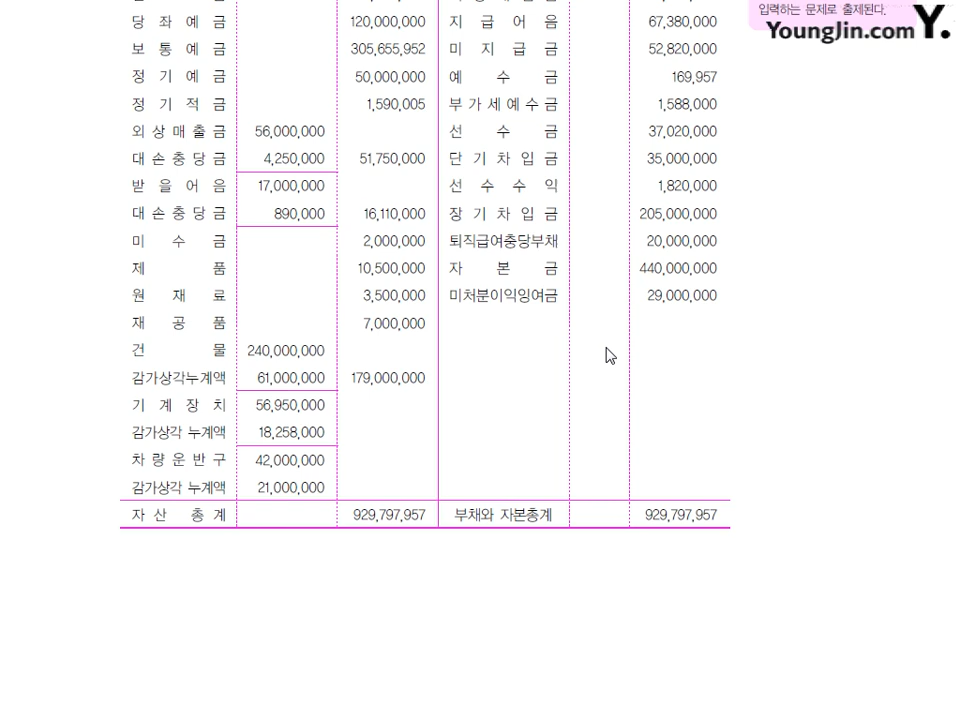 입력하는 문제로 출제된다.
YoungJin.com Y.
당 좌 예 금 120,000,000 지 급 어 음 67,380,000
보 통 예 금 305,655,952 미 지 급 금 52,820,000
정 기 예 금 50,000,000 예 수 금 169,957
정 기 적 금 1,590,005 부 가 세 예 수 금 1,588,000
외 상 매 출 금 56,000,000 선 수 금 37,020,000
대 손 충 당 금 4,250,000 51,750,000 단 기 차 입 금 35,000,000
받 을 어 음 17,000,000 선 수 수 익 1,820,000
대 손 충 당 금 890,000 16,110,000 장 기 차 입 금 205,000,000
미 수 금 2,000,000 퇴직급여충당부채 20,000,000
제 품 10,500,000 자 본 금 440,000,000
원 재 료 3,500,000 미처분이익잉여금 29,000,000
재 공 품 7,000,000
건 물 240,000,000
감가상각누계액 61,000,000 179,000,000
기 계 장 치 56,950,000
감가상각 누계액 18,258,000
차 량 운 반 구 42,000,000
감가상각 누계액 21,000,000
자 산 총 계 929,797,957 부채와 자본총계 929,797,957